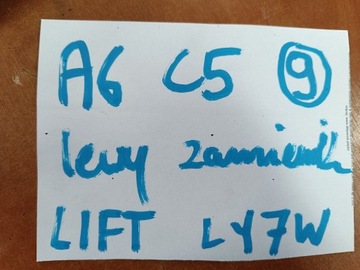 A6 C5 9
lewy zamiennik
LIFT LY7W